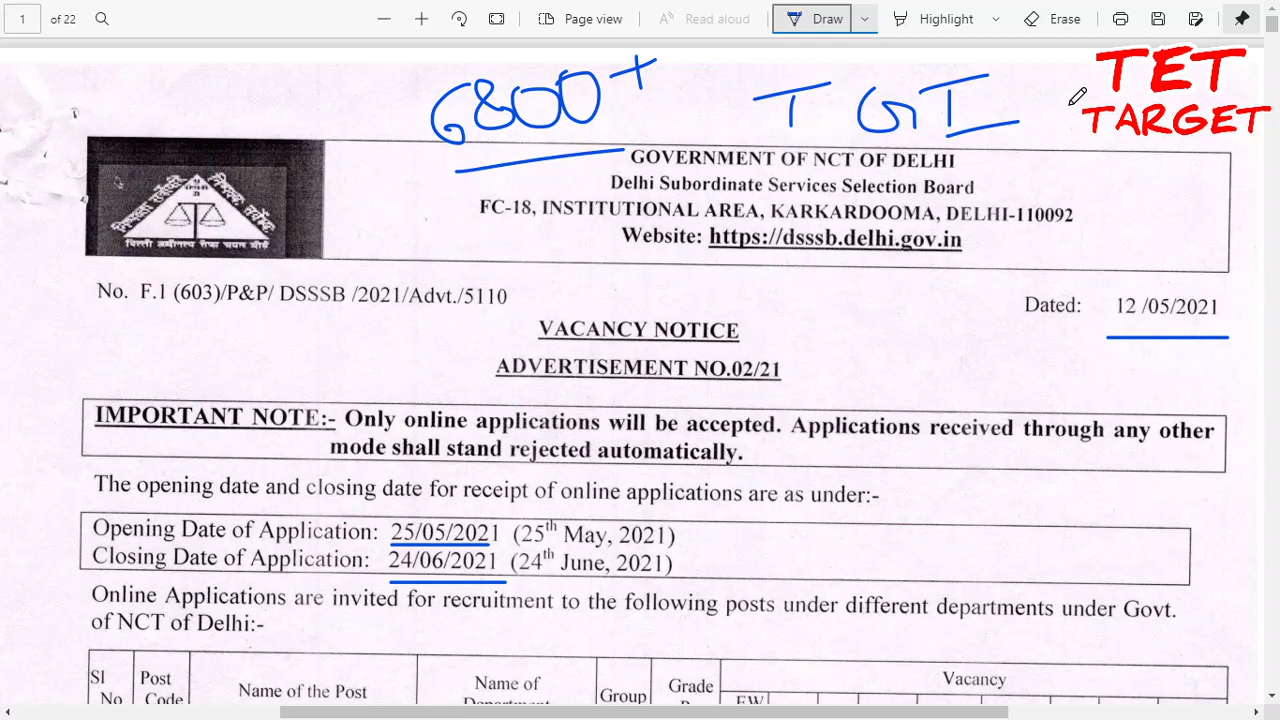 1 of 22 Page view Read aloud Draw Highlight Erase
6800+ TGT
TET
TARGET
GOVERNMENT OF NCT OF DELHI
Delhi Subordinate Services Selection Board
FC-18, INSTITUTIONAL AREA, KARKARDOOMA, DELHI-110092
Website: https://dsssb.delhi.gov.in
दिल्ली अधीनस्थ सेवा चयन बोर्ड
No. F.1 (603)/P&P/ DSSSB /2021/Advt./5110 Dated: 12 /05/2021
VACANCY NOTICE
ADVERTISEMENT NO.02/21
IMPORTANT NOTE:- Only online applications will be accepted. Applications received through any other
mode shall stand rejected automatically.
The opening date and closing date for receipt of online applications are as under:-
Opening Date of Application: 25/05/2021 (25th May, 2021)
Closing Date of Application: 24/06/2021 (24th June, 2021)
Online Applications are invited for recruitment to the following posts under different departments under Govt.
of NCT of Delhi:-
Sl Post Name of the Post Name of Group Grade Vacancy
No Code